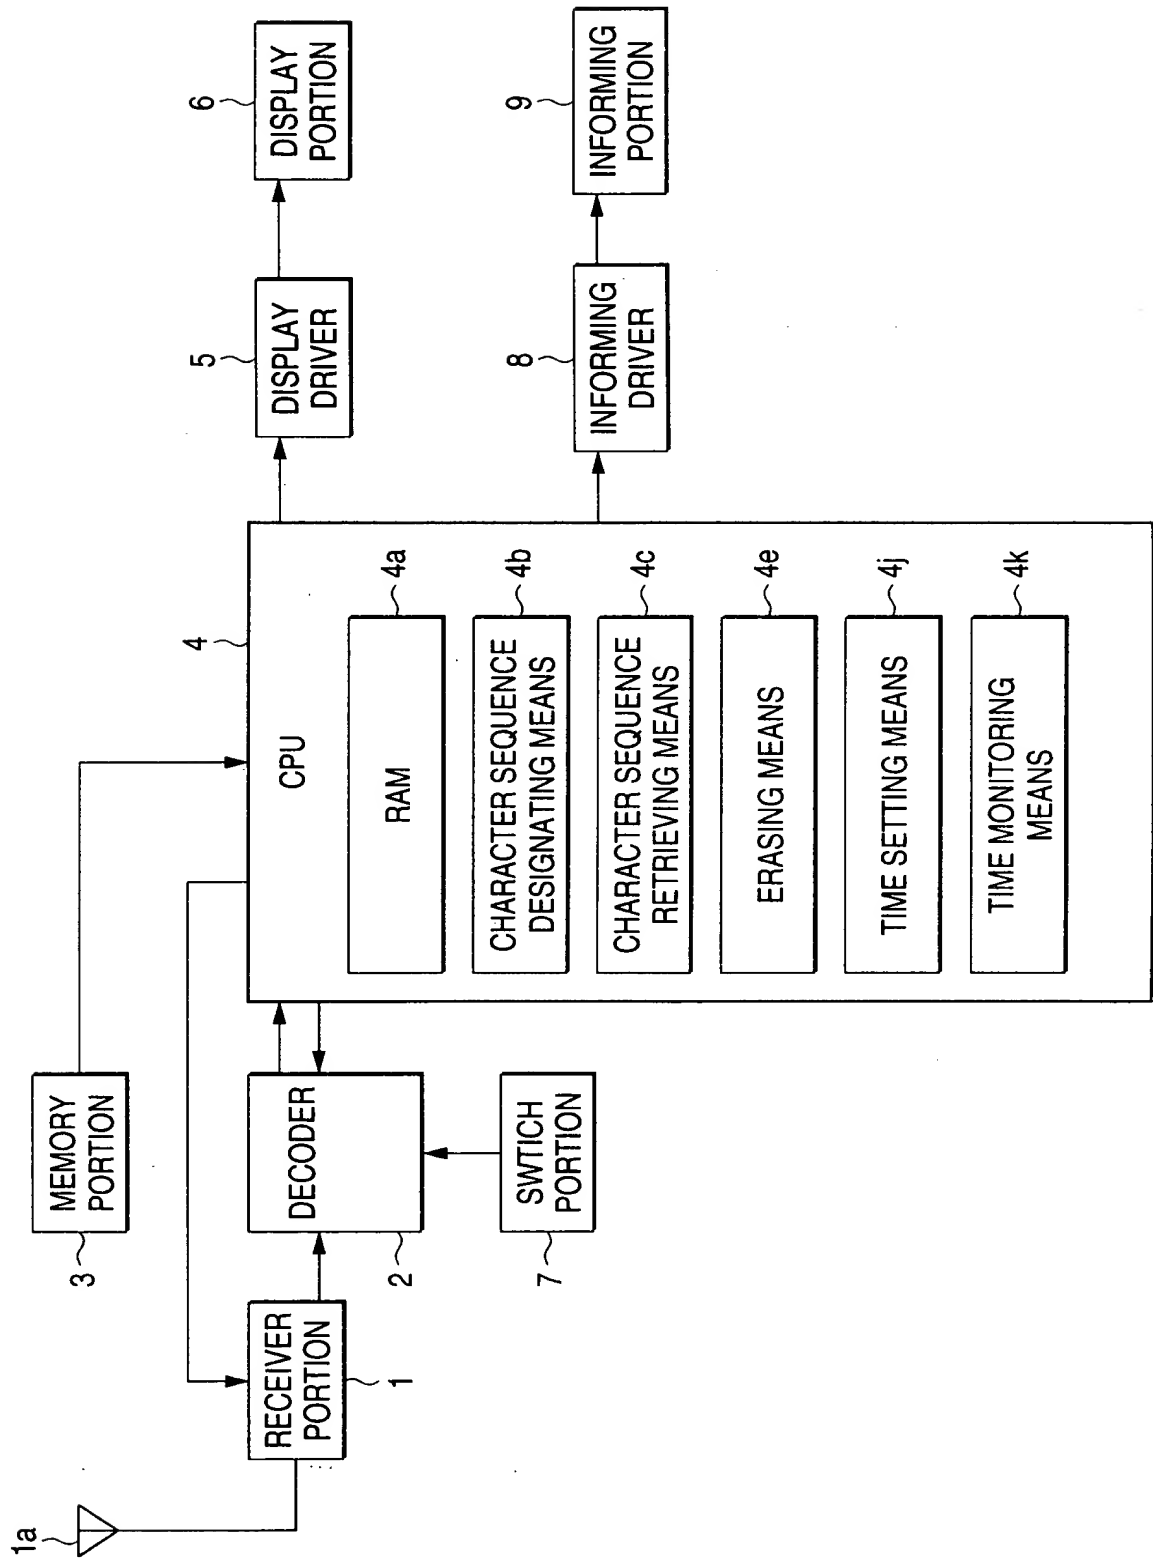 1a
RECEIVER
PORTION
1
MEMORY
PORTION
3
DECODER
2
SWTICH
PORTION
7
4
CPU
RAM
4a
CHARACTER SEQUENCE
DESIGNATING MEANS
4b
CHARACTER SEQUENCE
RETRIEVING MEANS
4c
ERASING MEANS
4e
TIME SETTING MEANS
4j
TIME MONITORING
MEANS
4k
5
DISPLAY
DRIVER
6
DISPLAY
PORTION
8
INFORMING
DRIVER
9
INFORMING
PORTION